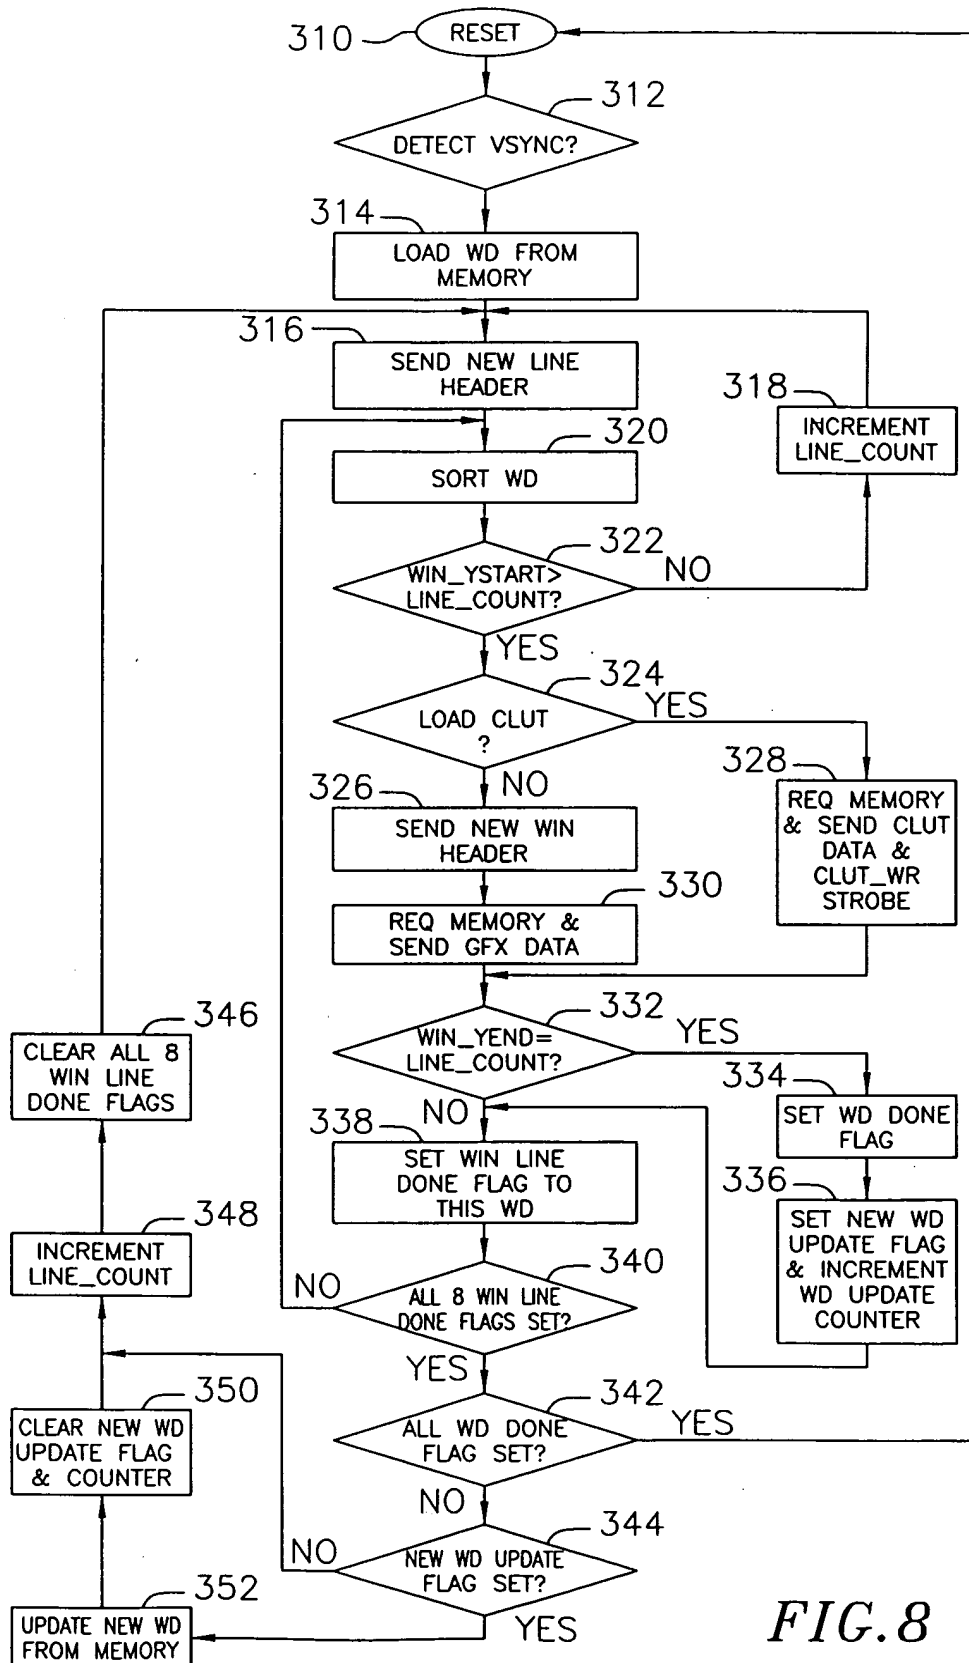 310
RESET
312
DETECT VSYNC?
314
LOAD WD FROM
MEMORY
316
SEND NEW LINE
HEADER
318
INCREMENT
LINE_COUNT
320
SORT WD
322
WIN_YSTART>
LINE_COUNT?
NO
YES
324
LOAD CLUT
?
YES
NO
326
SEND NEW WIN
HEADER
328
REQ MEMORY
& SEND CLUT
DATA &
CLUT_WR
STROBE
330
REQ MEMORY &
SEND GFX DATA
332
WIN_YEND=
LINE_COUNT?
YES
NO
334
SET WD DONE
FLAG
336
SET NEW WD
UPDATE FLAG
& INCREMENT
WD UPDATE
COUNTER
338
SET WIN LINE
DONE FLAG TO
THIS WD
340
ALL 8 WIN LINE
DONE FLAGS SET?
NO
YES
342
ALL WD DONE
FLAG SET?
YES
NO
344
NEW WD UPDATE
FLAG SET?
NO
YES
346
CLEAR ALL 8
WIN LINE
DONE FLAGS
348
INCREMENT
LINE_COUNT
350
CLEAR NEW WD
UPDATE FLAG
& COUNTER
352
UPDATE NEW WD
FROM MEMORY
FIG.8